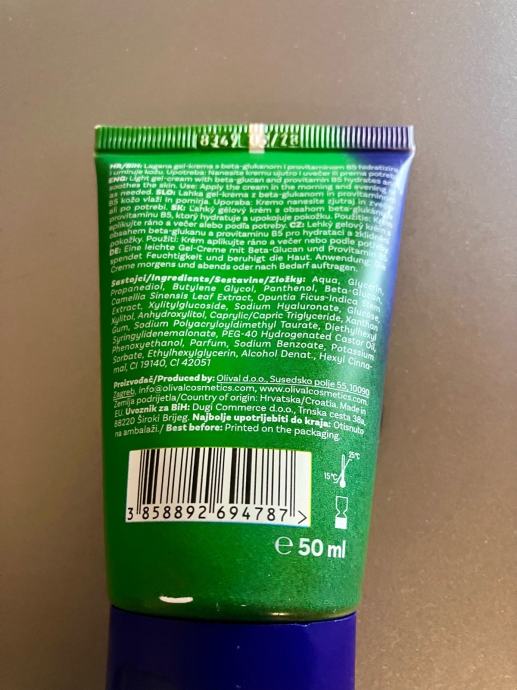 8349L 03/28
HR/BiH: Lagana gel-krema s beta-glukanom i provitaminom B5 hidratizira
i umiruje kožu. Upotreba: Nanesite kremu ujutro i uvečer ili prema potrebi.
ENG: Light gel-cream with beta-glucan and provitamin B5 hydrates and
soothes the skin. Use: Apply the cream in the morning and evening or
as needed. SLO: Lahka gel-krema z beta-glukanom in provitaminom
B5 kožo vlaži in pomirja. Uporaba: Kremo nanesite zjutraj in zvečer
ali po potrebi. SK: Ľahký gélový krém s obsahom beta-glukánu a
provitamínu B5, ktorý hydratuje a upokojuje pokožku. Použitie: Krém
aplikujte ráno a večer alebo podľa potreby. CZ: Lehký gelový krém s
obsahem beta-glukanu a provitaminu B5 pro hydrataci a zklidnění
pokožky. Použití: Krém aplikujte ráno a večer nebo podle potřeby.
DE: Eine leichte Gel-Creme mit Beta-Glucan und Provitamin B5
spendet Feuchtigkeit und beruhigt die Haut. Anwendung: Die
Creme morgens und abends oder nach Bedarf auftragen.
Sastojci/Ingredients/Sestavine/Zložky: Aqua, Glycerin,
Propanediol, Butylene Glycol, Panthenol, Beta-Glucan,
Camellia Sinensis Leaf Extract, Opuntia Ficus-Indica Stem
Extract, Xylitylglucoside, Sodium Hyaluronate, Glucose,
Xylitol, Anhydroxylitol, Caprylic/Capric Triglyceride, Xanthan
Gum, Sodium Polyacryloyldimethyl Taurate, Diethylhexyl
Syringylidenemalonate, PEG-40 Hydrogenated Castor Oil,
Phenoxyethanol, Parfum, Sodium Benzoate, Potassium
Sorbate, Ethylhexylglycerin, Alcohol Denat., Hexyl Cinna-
mal, CI 19140, CI 42051
Proizvođač/Produced by: Olival d.o.o., Susedsko polje 55, 10090
Zagreb, info@olivalcosmetics.com, www.olivalcosmetics.com,
Zemlja podrijetla/Country of origin: Hrvatska/Croatia. Made in
EU. Uvoznik za BiH: Dugi Commerce d.o.o., Trnska cesta 38a,
88220 Široki Brijeg. Najbolje upotrijebiti do kraja: Otisnuto
na ambalaži./ Best before: Printed on the packaging.
25°C
15°C
3 858892 694787 >
℮ 50 ml